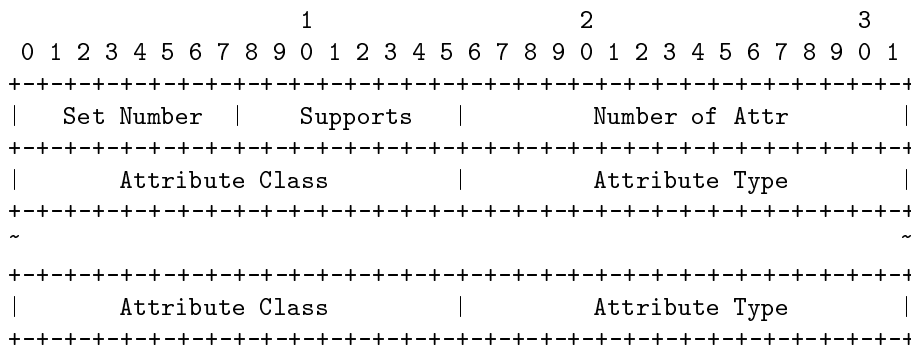 1                   2                   3
 0 1 2 3 4 5 6 7 8 9 0 1 2 3 4 5 6 7 8 9 0 1 2 3 4 5 6 7 8 9 0 1
+-+-+-+-+-+-+-+-+-+-+-+-+-+-+-+-+-+-+-+-+-+-+-+-+-+-+-+-+-+-+-+-+
|   Set Number  |    Supports   |         Number of Attr        |
+-+-+-+-+-+-+-+-+-+-+-+-+-+-+-+-+-+-+-+-+-+-+-+-+-+-+-+-+-+-+-+-+
|       Attribute Class         |         Attribute Type        |
+-+-+-+-+-+-+-+-+-+-+-+-+-+-+-+-+-+-+-+-+-+-+-+-+-+-+-+-+-+-+-+-+
~                                                               ~
+-+-+-+-+-+-+-+-+-+-+-+-+-+-+-+-+-+-+-+-+-+-+-+-+-+-+-+-+-+-+-+-+
|       Attribute Class         |         Attribute Type        |
+-+-+-+-+-+-+-+-+-+-+-+-+-+-+-+-+-+-+-+-+-+-+-+-+-+-+-+-+-+-+-+-+